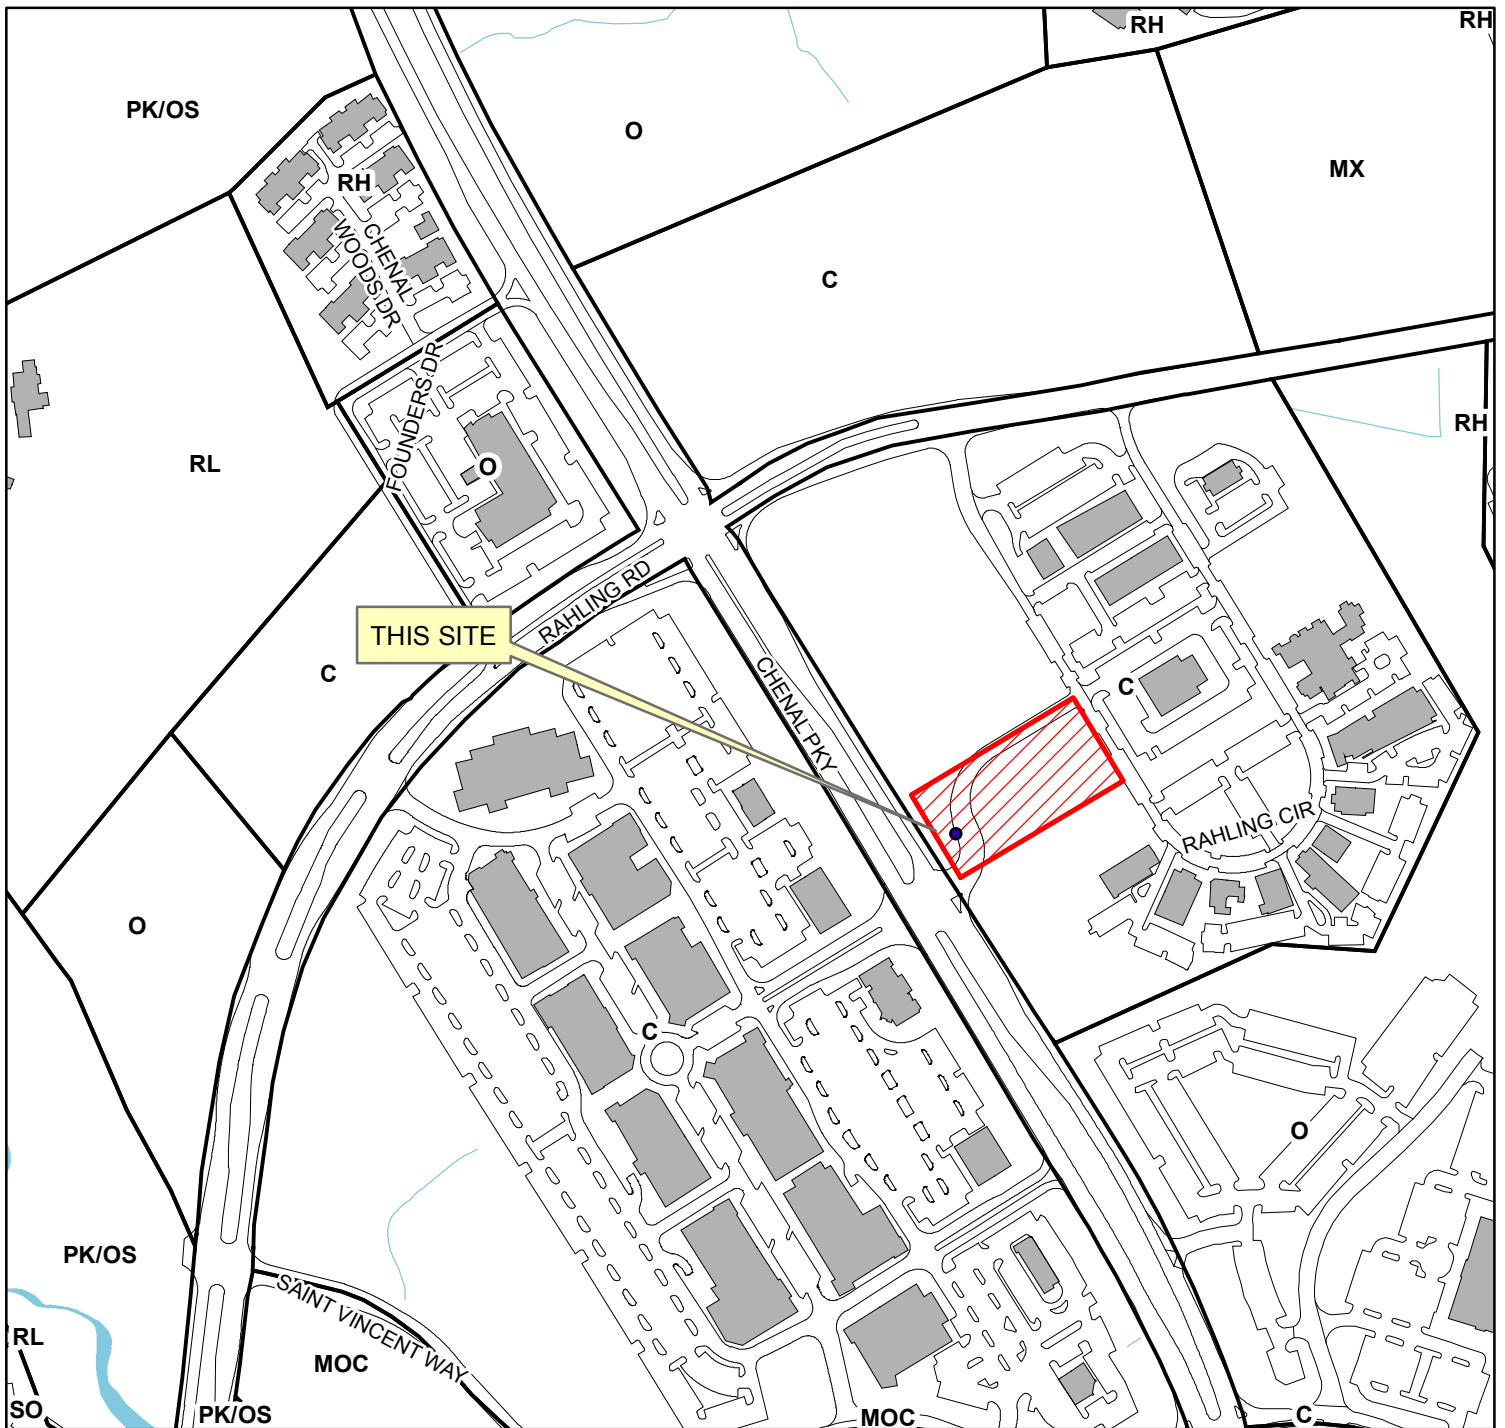 RH
RH
PK/OS
O
MX
RH
CHENAL
WOODS DR
C
FOUNDERS DR
RH
RL
O
RAHLING RD
THIS SITE
CHENAL PKY
C
C
RAHLING CIR
O
C
O
PK/OS
SAINT VINCENT WAY
RL
MOC
SO
PK/OS
MOC
C